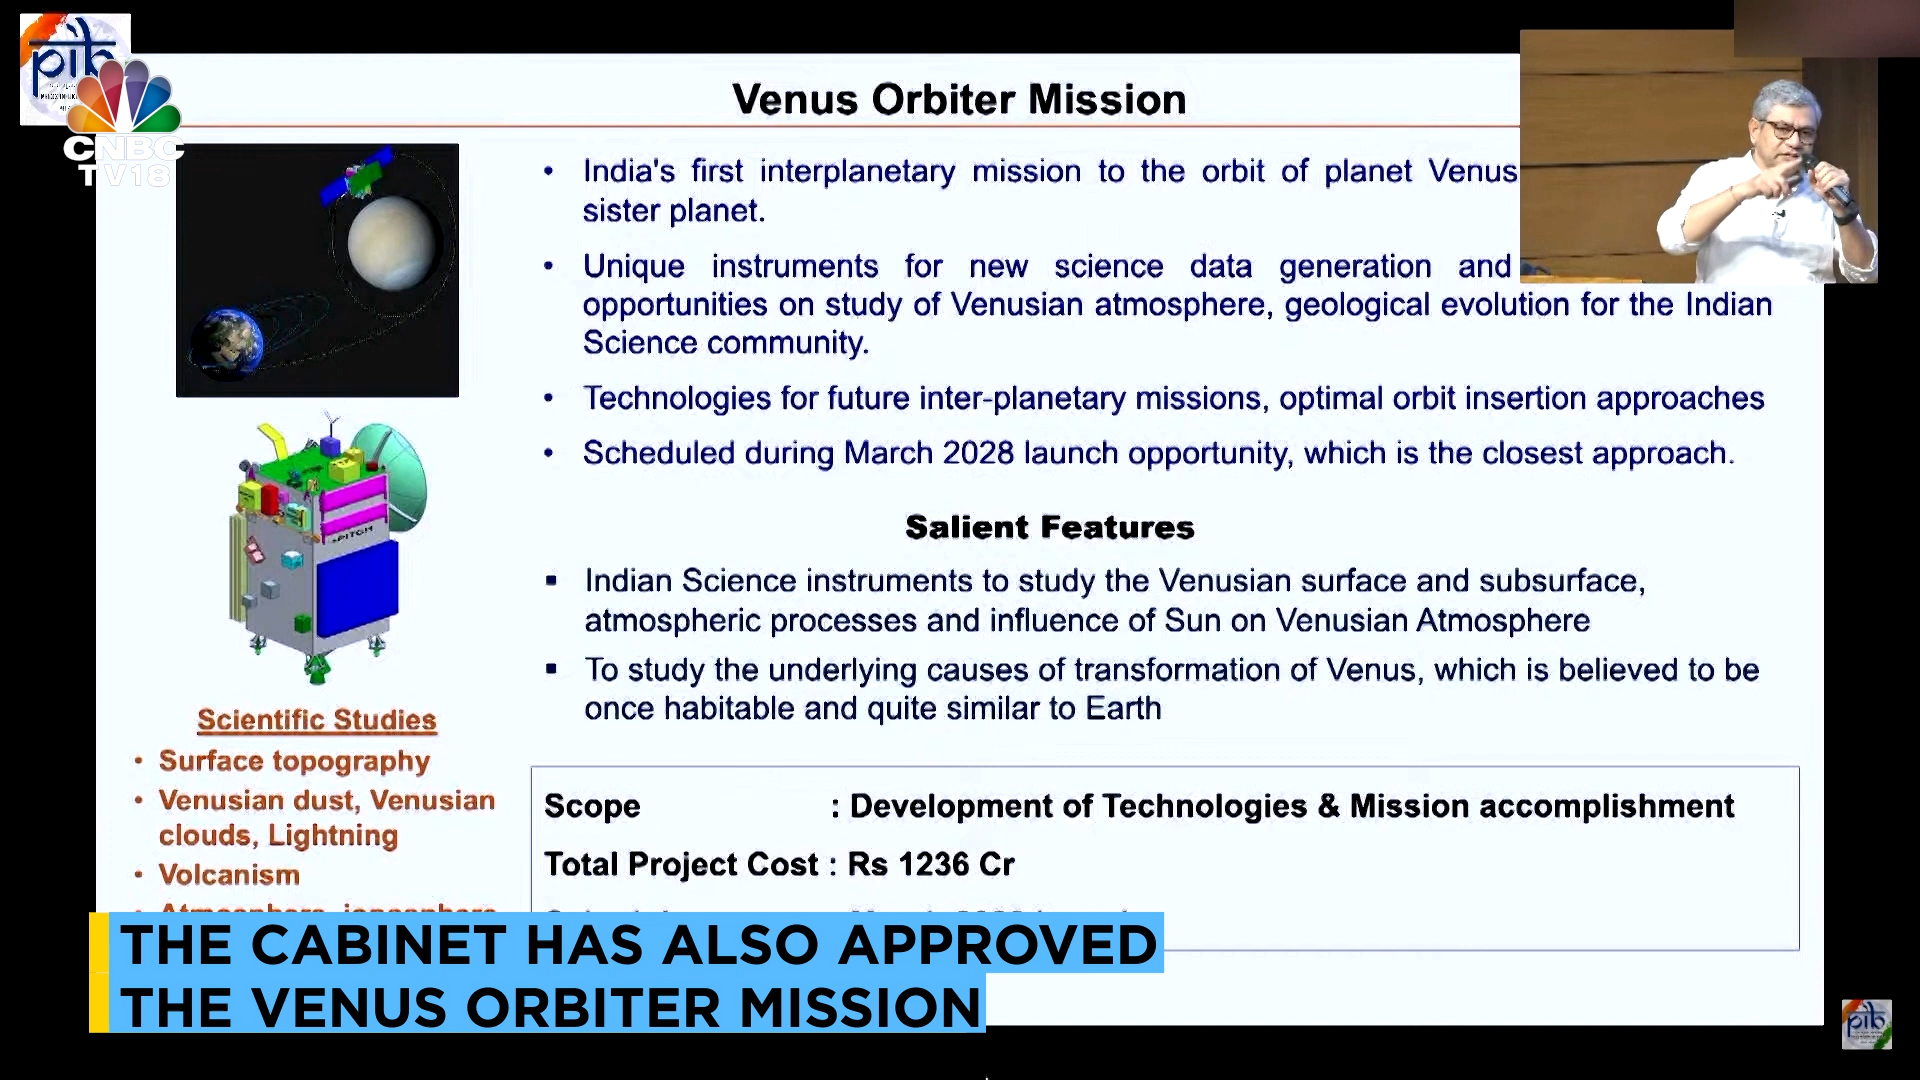 pib
CNBC
TV18
Venus Orbiter Mission
• India's first interplanetary mission to the orbit of planet Venus
sister planet.
• Unique instruments for new science data generation and
opportunities on study of Venusian atmosphere, geological evolution for the Indian
Science community.
• Technologies for future inter-planetary missions, optimal orbit insertion approaches
• Scheduled during March 2028 launch opportunity, which is the closest approach.
Salient Features
▪ Indian Science instruments to study the Venusian surface and subsurface,
atmospheric processes and influence of Sun on Venusian Atmosphere
▪ To study the underlying causes of transformation of Venus, which is believed to be
once habitable and quite similar to Earth
Scientific Studies
• Surface topography
• Venusian dust, Venusian
clouds, Lightning
• Volcanism
• Atmosphere, ionosphere
Scope : Development of Technologies & Mission accomplishment
Total Project Cost : Rs 1236 Cr
THE CABINET HAS ALSO APPROVED
THE VENUS ORBITER MISSION
pib